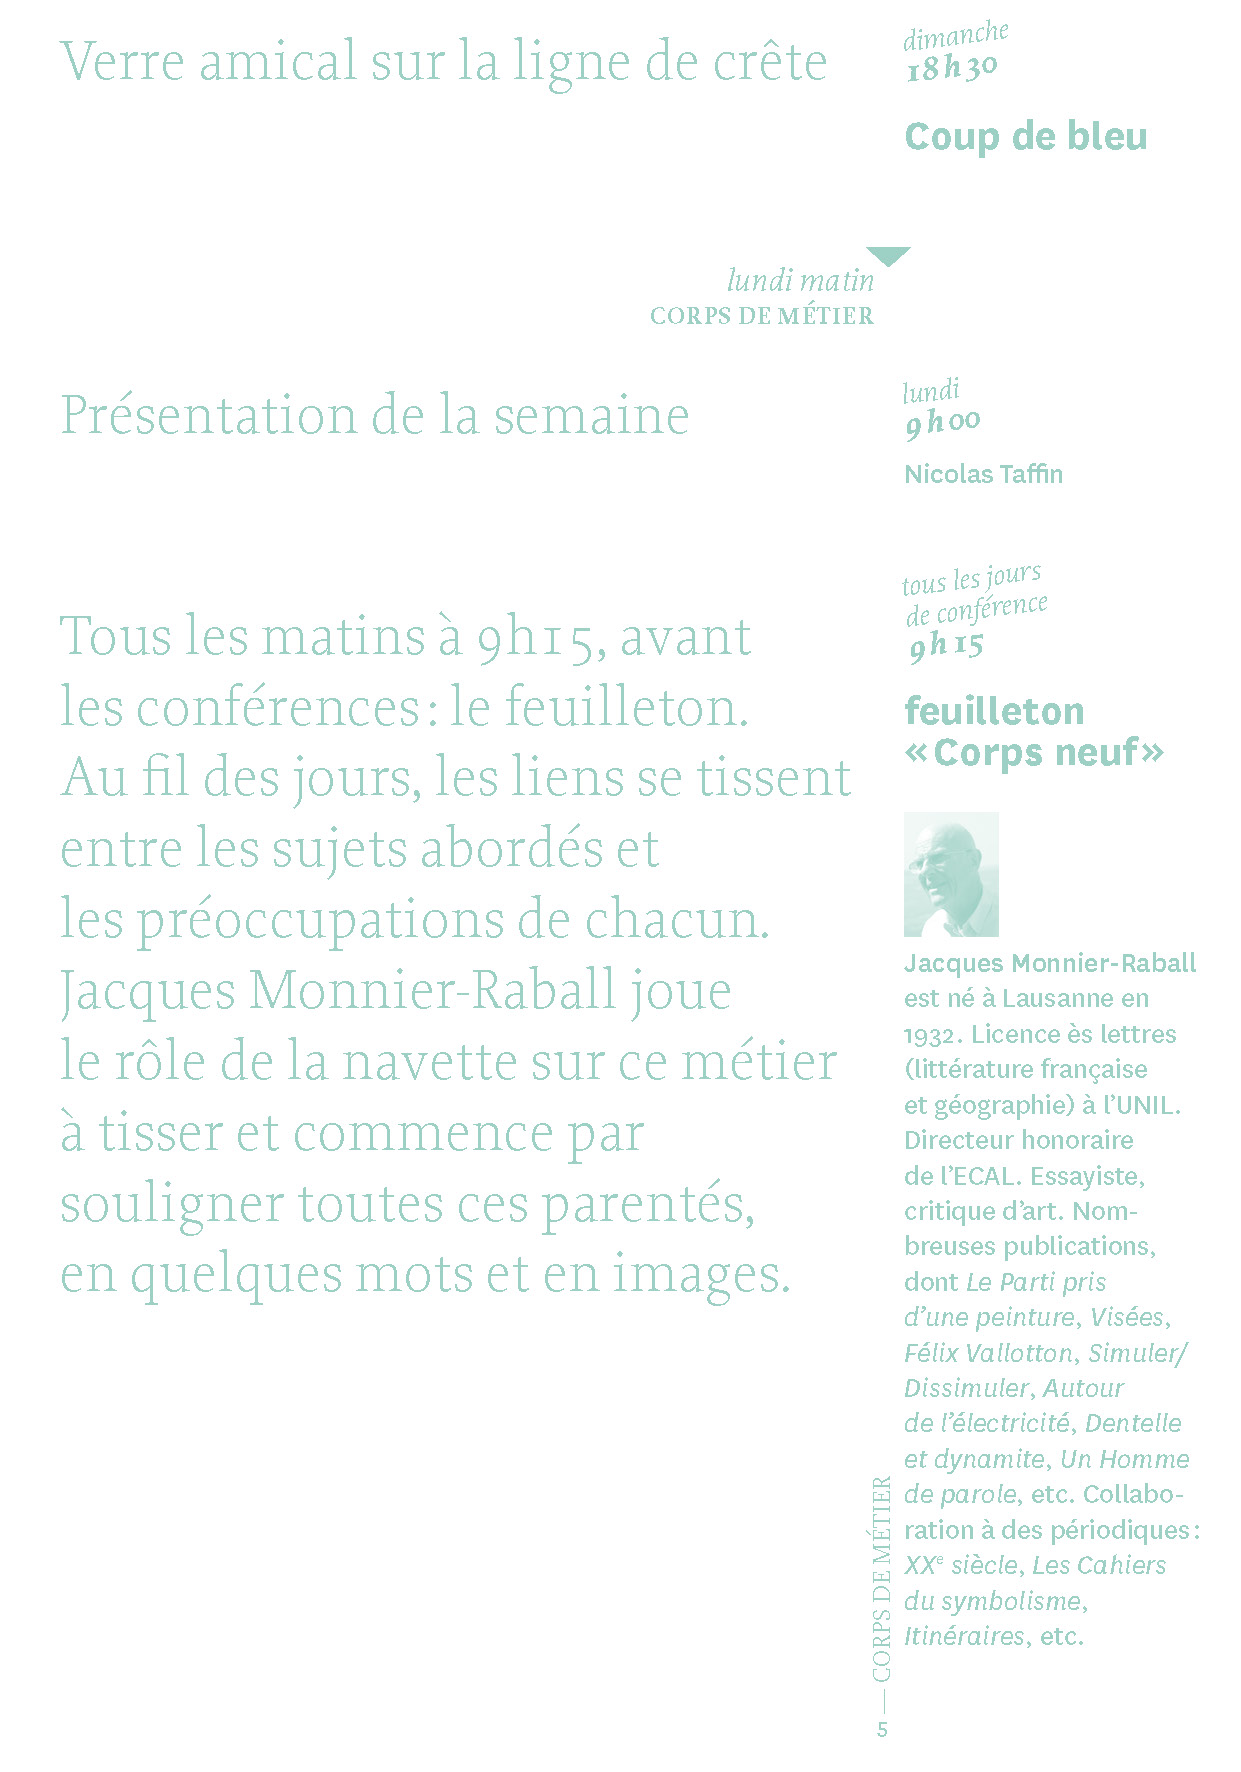 Verre amical sur la ligne de crête
dimanche
18h30
Coup de bleu
lundi matin
CORPS DE MÉTIER
Présentation de la semaine
lundi
9h00
Nicolas Taffin
Tous les matins à 9h15, avant
les conférences : le feuilleton.
Au fil des jours, les liens se tissent
entre les sujets abordés et
les préoccupations de chacun.
Jacques Monnier-Raball joue
le rôle de la navette sur ce métier
à tisser et commence par
souligner toutes ces parentés,
en quelques mots et en images.
tous les jours
de conférence
9h15
feuilleton
« Corps neuf »
Jacques Monnier-Raball
est né à Lausanne en
1932. Licence ès lettres
(littérature française
et géographie) à l’UNIL.
Directeur honoraire
de l’ECAL. Essayiste,
critique d’art. Nom-
breuses publications,
dont Le Parti pris
d’une peinture, Visées,
Félix Vallotton, Simuler/
Dissimuler, Autour
de l’électricité, Dentelle
et dynamite, Un Homme
de parole, etc. Collabo-
ration à des périodiques :
XXe siècle, Les Cahiers
du symbolisme,
Itinéraires, etc.
— CORPS DE MÉTIER
5